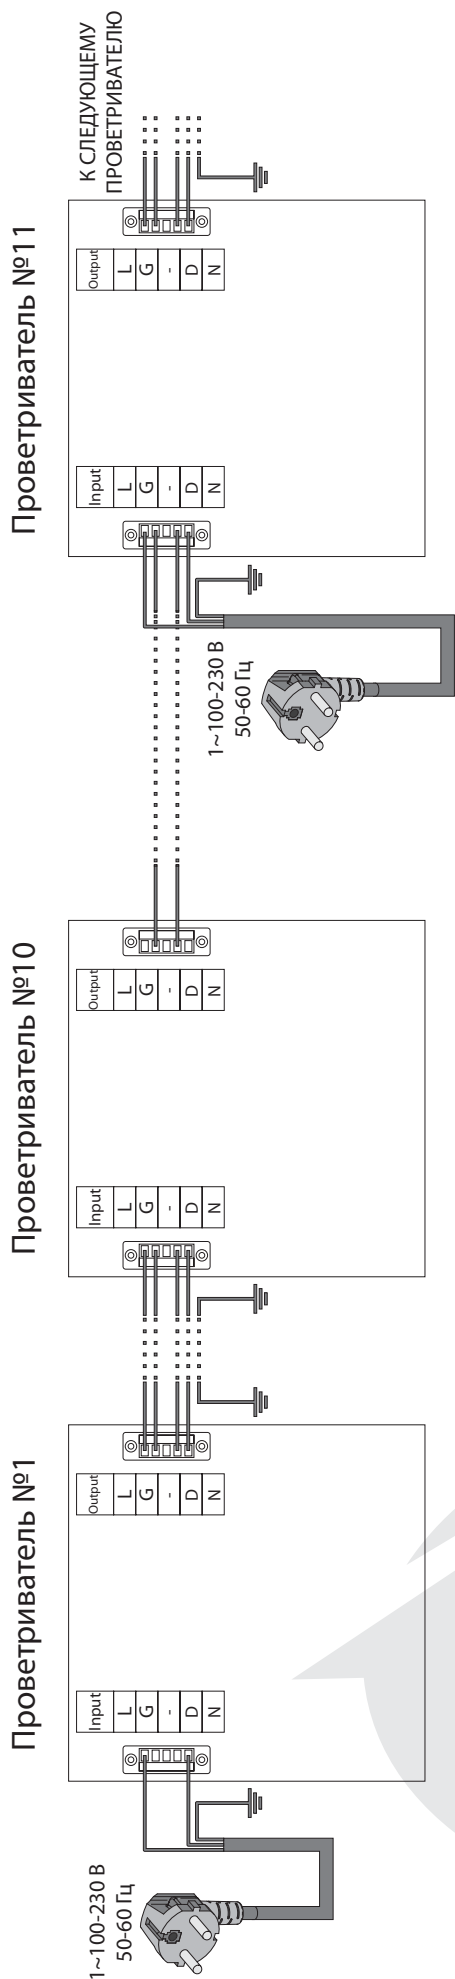 Проветриватель №1
1~100-230 В
50-60 Гц
Input
L
G
-
D
N
Output
L
G
-
D
N
Проветриватель №10
Input
L
G
-
D
N
Output
L
G
-
D
N
Проветриватель №11
1~100-230 В
50-60 Гц
Input
L
G
-
D
N
Output
L
G
-
D
N
К СЛЕДУЮЩЕМУ
ПРОВЕТРИВАТЕЛЮ